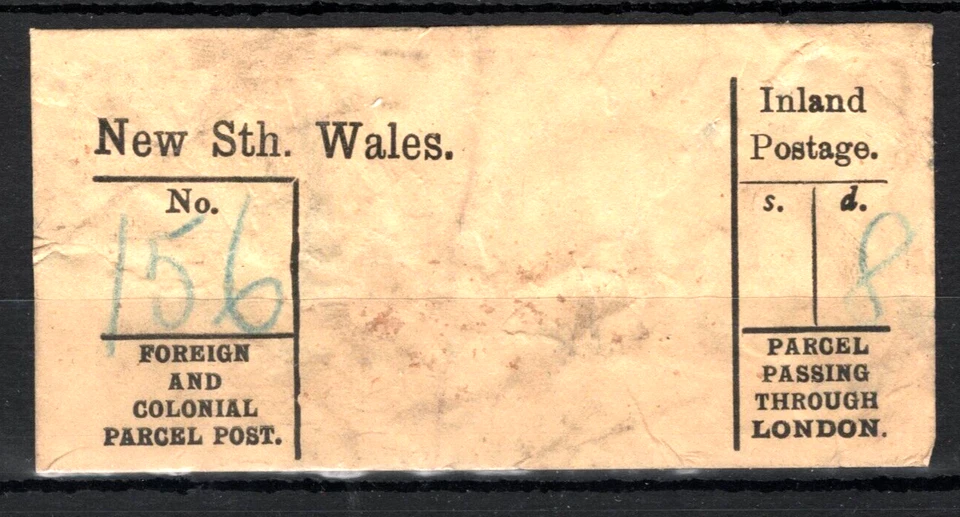 New Sth. Wales.
No.
156
FOREIGN
AND
COLONIAL
PARCEL POST.
Inland
Postage.
s. d.
8
PARCEL
PASSING
THROUGH
LONDON.